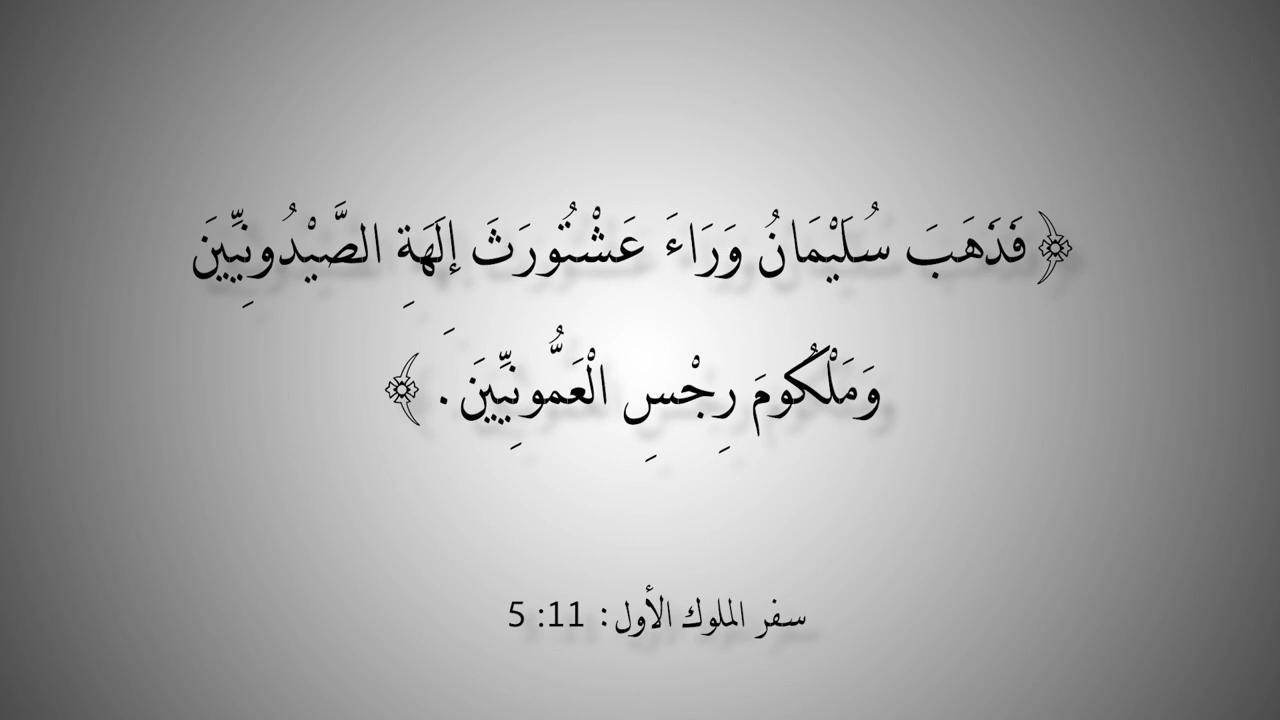 ﴿فَذَهَبَ سُلَيْمَانُ وَرَاءَ عَشْتُورَثَ إِلَهَةِ الصَّيْدُونِيِّينَ
وَمَلْكُومَ رِجْسِ الْعَمُّونِيِّينَ.﴾
سفر الملوك الأول: 11: 5